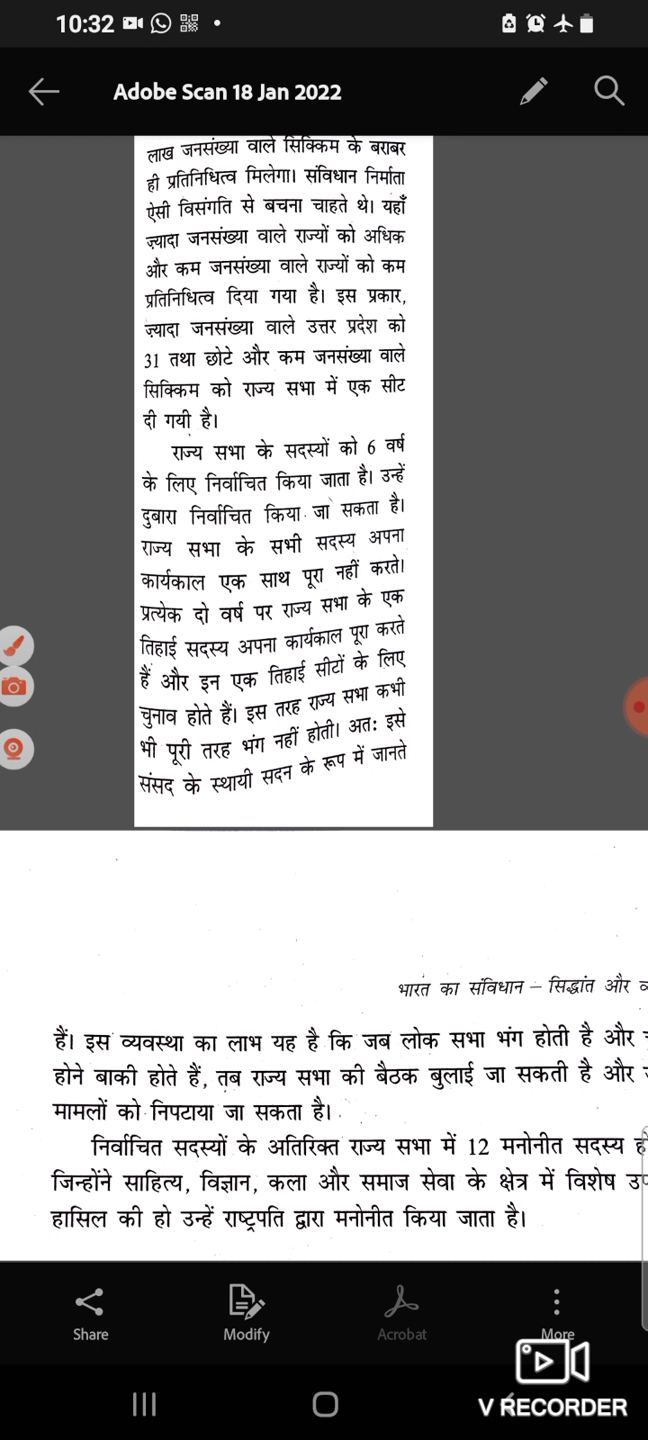 10:32
Adobe Scan 18 Jan 2022
लाख जनसंख्या वाले सिक्किम के बराबर
ही प्रतिनिधित्व मिलेगा। संविधान निर्माता
ऐसी विसंगति से बचना चाहते थे। यहाँ
ज़्यादा जनसंख्या वाले राज्यों को अधिक
और कम जनसंख्या वाले राज्यों को कम
प्रतिनिधित्व दिया गया है। इस प्रकार,
ज़्यादा जनसंख्या वाले उत्तर प्रदेश को
31 तथा छोटे और कम जनसंख्या वाले
सिक्किम को राज्य सभा में एक सीट
दी गयी है।
राज्य सभा के सदस्यों को 6 वर्ष
के लिए निर्वाचित किया जाता है। उन्हें
दुबारा निर्वाचित किया जा सकता है।
राज्य सभा के सभी सदस्य अपना
कार्यकाल एक साथ पूरा नहीं करते।
प्रत्येक दो वर्ष पर राज्य सभा के एक
तिहाई सदस्य अपना कार्यकाल पूरा करते
हैं और इन एक तिहाई सीटों के लिए
चुनाव होते हैं। इस तरह राज्य सभा कभी
भी पूरी तरह भंग नहीं होती। अत: इसे
संसद के स्थायी सदन के रूप में जानते
भारत का संविधान – सिद्धांत और
हैं। इस व्यवस्था का लाभ यह है कि जब लोक सभा भंग होती है और
होने बाकी होते हैं, तब राज्य सभा की बैठक बुलाई जा सकती है और
मामलों को निपटाया जा सकता है।
निर्वाचित सदस्यों के अतिरिक्त राज्य सभा में 12 मनोनीत सदस्य
जिन्होंने साहित्य, विज्ञान, कला और समाज सेवा के क्षेत्र में विशेष
हासिल की हो उन्हें राष्ट्रपति द्वारा मनोनीत किया जाता है।
Share Modify Acrobat More
V RECORDER